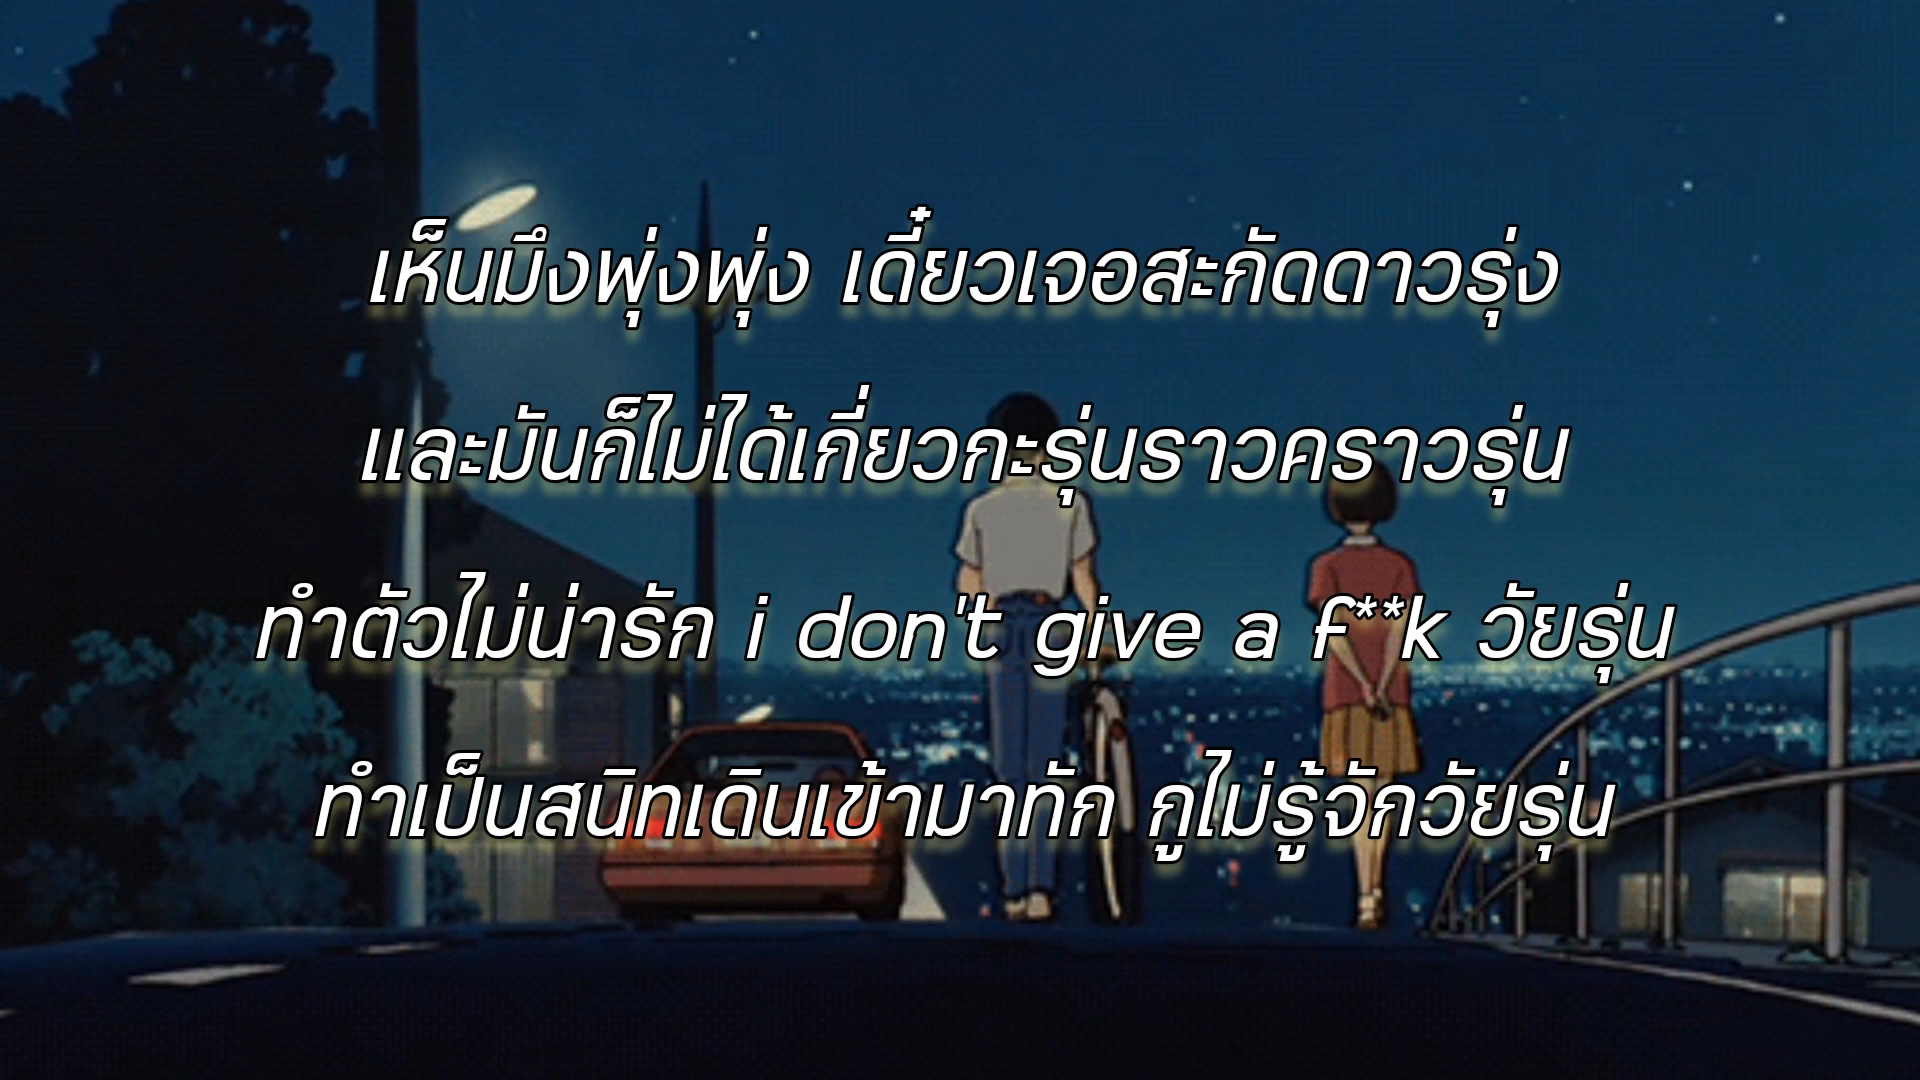 เห็นมึงพุ่งพุ่ง เดี๋ยวเจอสะกัดดาวรุ่ง
และมันก็ไม่ได้เกี่ยวกะรุ่นราวคราวรุ่น
ทำตัวไม่น่ารัก i don't give a f**k วัยรุ่น
ทำเป็นสนิทเดินเข้ามาทัก กูไม่รู้จักวัยรุ่น